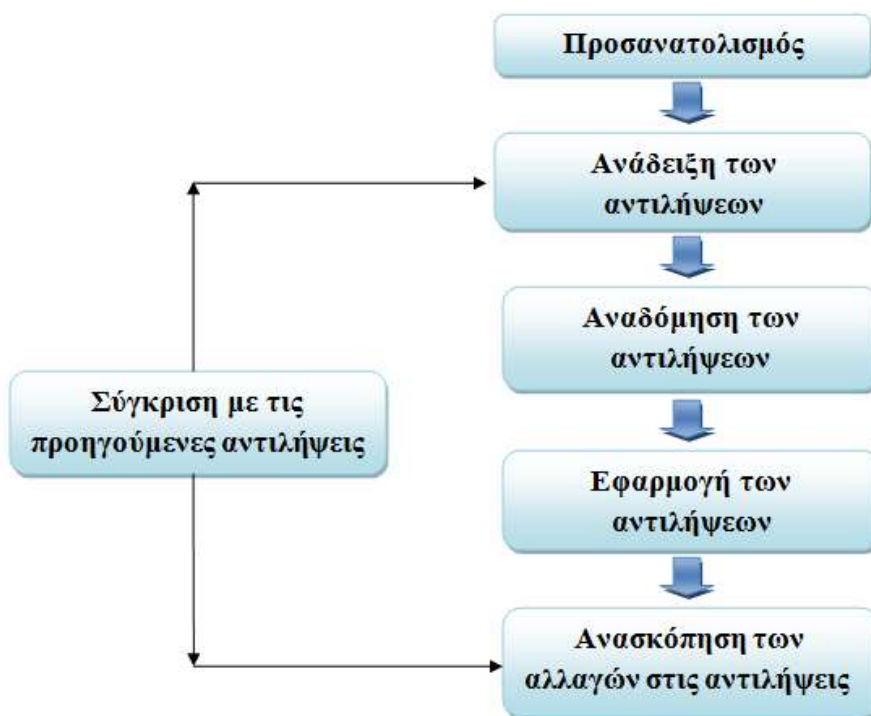 Προσανατολισμός
Ανάδειξη των
αντιλήψεων
Αναδόμηση των
αντιλήψεων
Σύγκριση με τις
προηγούμενες αντιλήψεις
Εφαρμογή των
αντιλήψεων
Ανασκόπηση των
αλλαγών στις αντιλήψεις